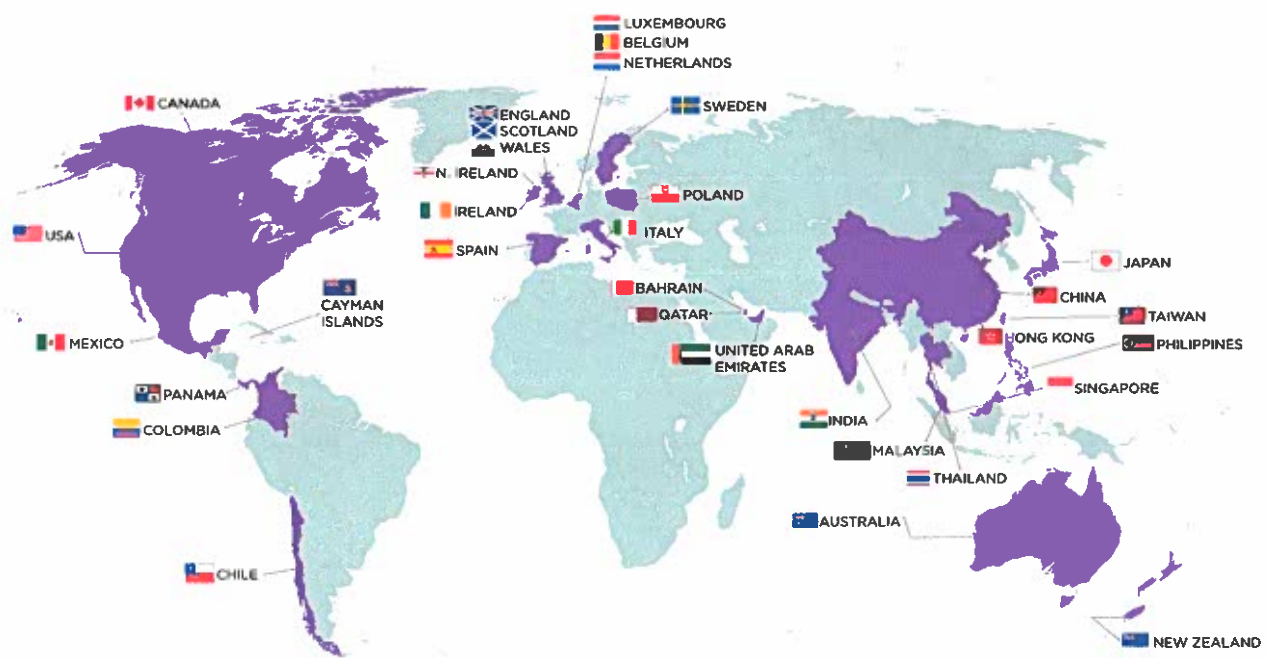 LUXEMBOURG
BELGIUM
NETHERLANDS
CANADA
ENGLAND
SCOTLAND
WALES
SWEDEN
N. IRELAND
POLAND
IRELAND
ITALY
USA
SPAIN
JAPAN
BAHRAIN
CHINA
CAYMAN
ISLANDS
QATAR
TAIWAN
MEXICO
HONG KONG
PHILIPPINES
UNITED ARAB
EMIRATES
SINGAPORE
PANAMA
COLOMBIA
INDIA
MALAYSIA
THAILAND
AUSTRALIA
CHILE
NEW ZEALAND